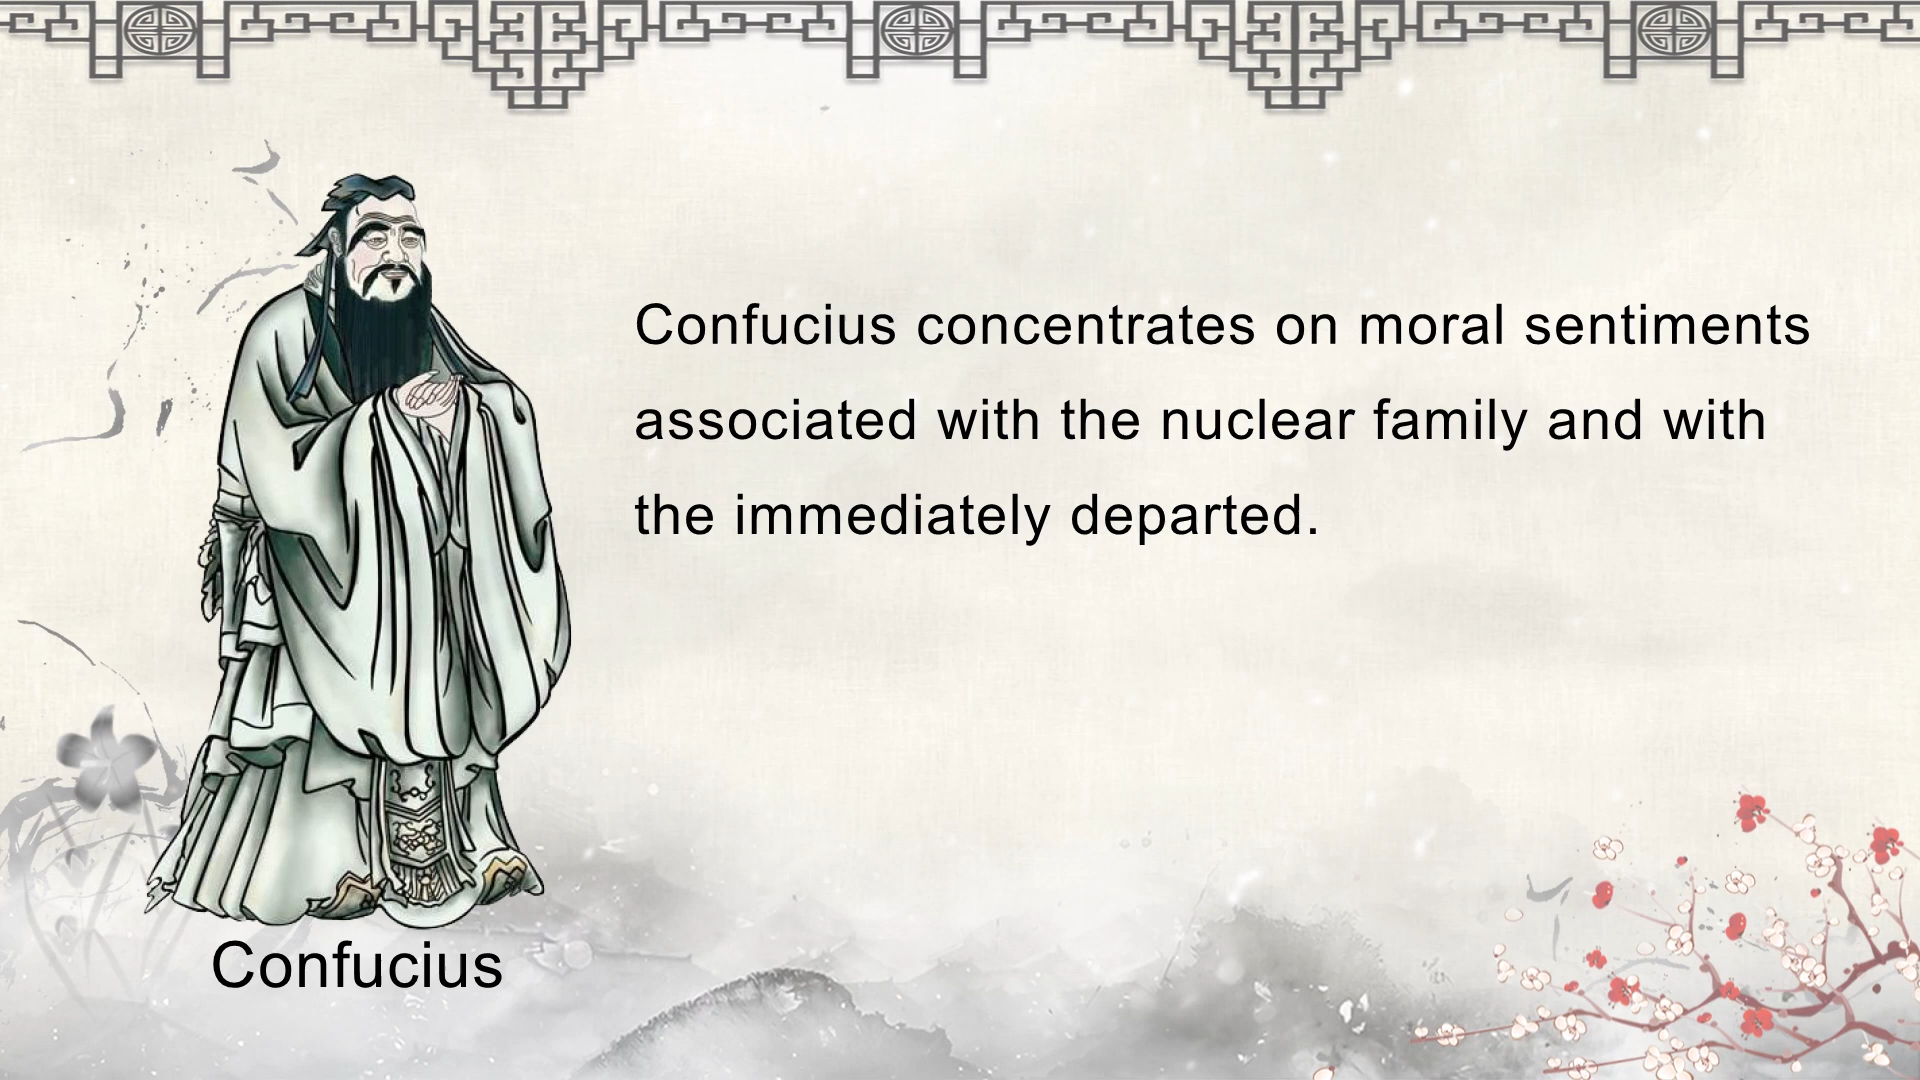 Confucius concentrates on moral sentiments
associated with the nuclear family and with
the immediately departed.
Confucius